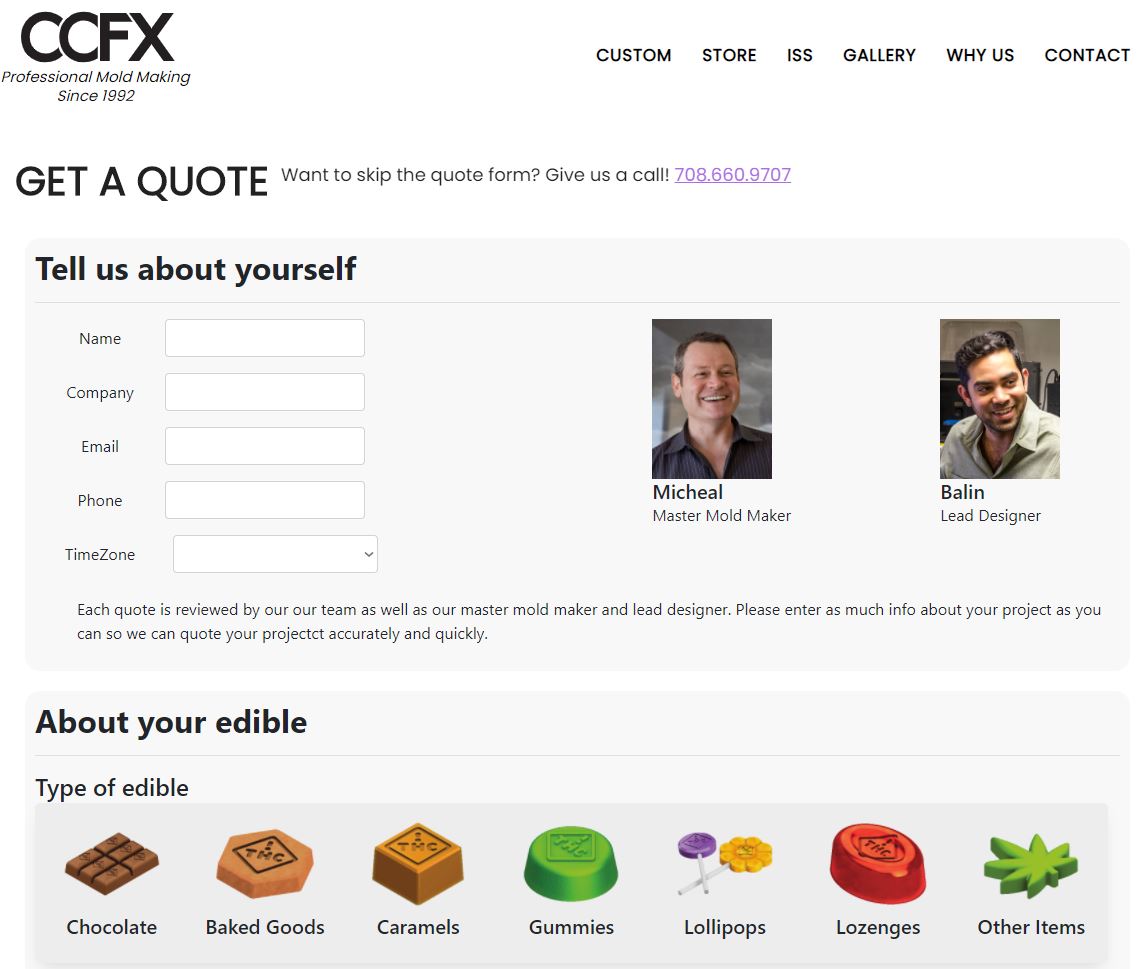 CCFX
Professional Mold Making
Since 1992
CUSTOM STORE ISS GALLERY WHY US CONTACT
GET A QUOTE Want to skip the quote form? Give us a call! 708.660.9707
Tell us about yourself
Name
Company
Email
Phone
TimeZone
Micheal
Master Mold Maker
Balin
Lead Designer
Each quote is reviewed by our our team as well as our master mold maker and lead designer. Please enter as much info about your project as you
can so we can quote your projectct accurately and quickly.
About your edible
Type of edible
THC
THC
THC
Chocolate Baked Goods Caramels Gummies Lollipops Lozenges Other Items